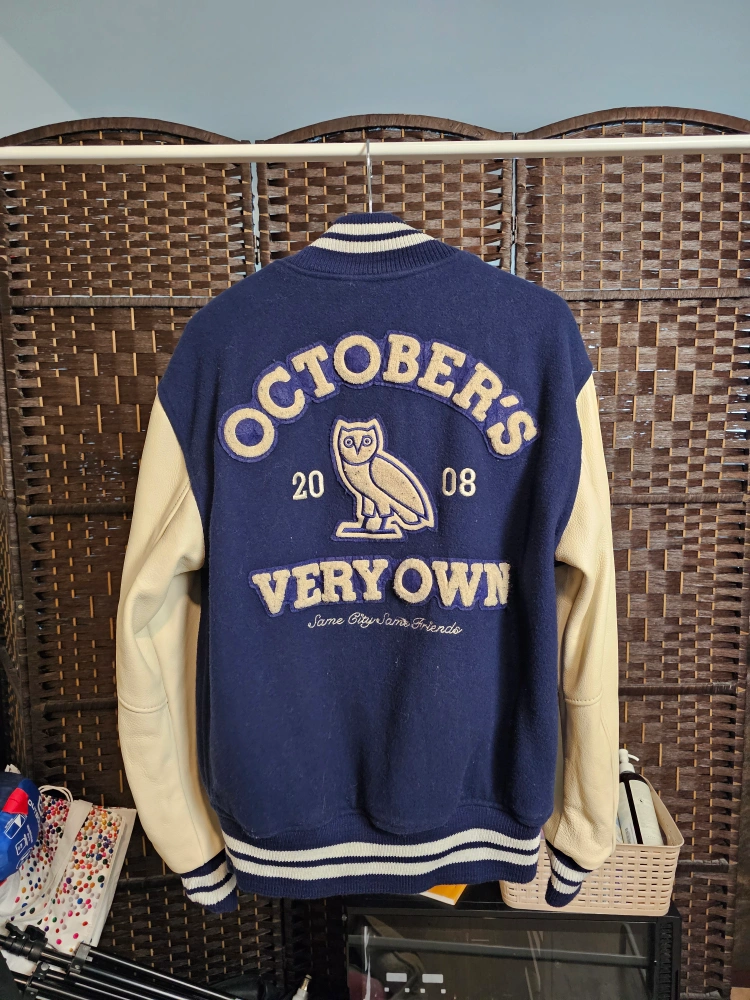 OCTOBER'S
20 08
VERY OWN
Same City Same Friends